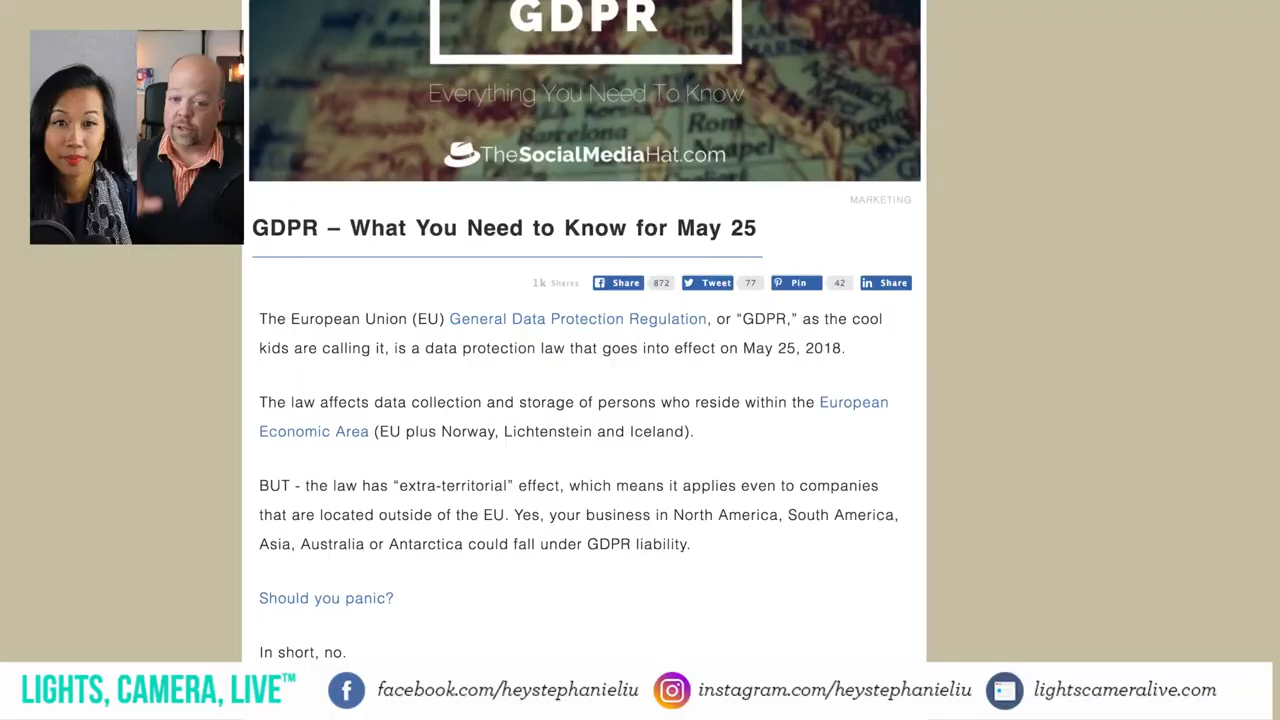 GDPR
Everything You Need To Know
Barcelona
Rom
TheSocialMediaHat.com
MARKETING
GDPR – What You Need to Know for May 25
1k Shares Share 872 Tweet 77 Pin 42 Share
The European Union (EU) General Data Protection Regulation, or “GDPR,” as the cool
kids are calling it, is a data protection law that goes into effect on May 25, 2018.
The law affects data collection and storage of persons who reside within the European
Economic Area (EU plus Norway, Lichtenstein and Iceland).
BUT - the law has “extra-territorial” effect, which means it applies even to companies
that are located outside of the EU. Yes, your business in North America, South America,
Asia, Australia or Antarctica could fall under GDPR liability.
Should you panic?
In short, no.
LIGHTS, CAMERA, LIVE™ facebook.com/heystephanieliu instagram.com/heystephanieliu lightscameralive.com